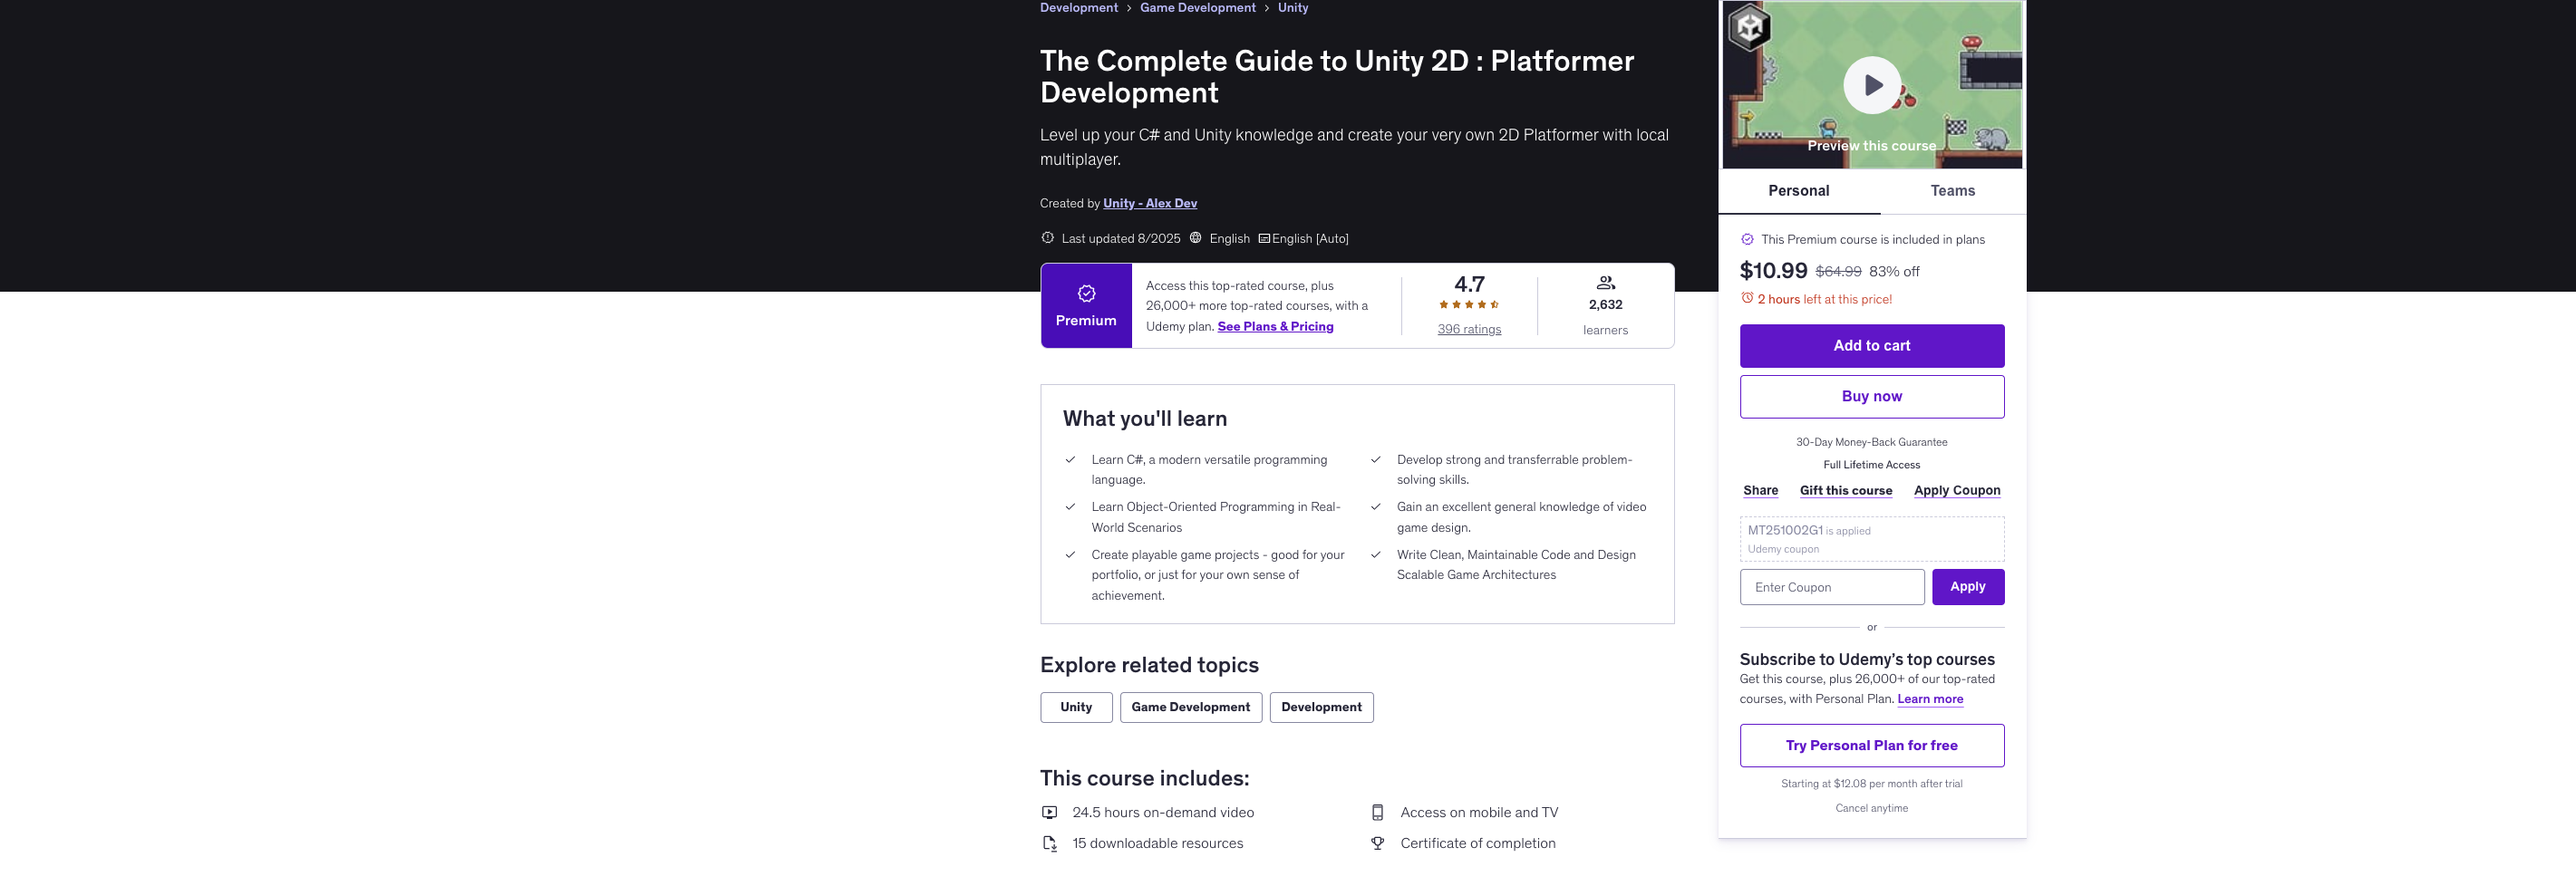 Development > Game Development > Unity
The Complete Guide to Unity 2D : Platformer
Development
Level up your C# and Unity knowledge and create your very own 2D Platformer with local
multiplayer.
Created by Unity - Alex Dev
Last updated 8/2025 English English [Auto]
Premium
Access this top-rated course, plus
26,000+ more top-rated courses, with a
Udemy plan. See Plans & Pricing
4.7
396 ratings
2,632
learners
What you'll learn
Learn C#, a modern versatile programming
language.
Learn Object-Oriented Programming in Real-
World Scenarios
Create playable game projects - good for your
portfolio, or just for your own sense of
achievement.
Develop strong and transferrable problem-
solving skills.
Gain an excellent general knowledge of video
game design.
Write Clean, Maintainable Code and Design
Scalable Game Architectures
Explore related topics
Unity
Game Development
Development
This course includes:
24.5 hours on-demand video
15 downloadable resources
Access on mobile and TV
Certificate of completion
Preview this course
Personal
Teams
This Premium course is included in plans
$10.99 $64.99 83% off
2 hours left at this price!
Add to cart
Buy now
30-Day Money-Back Guarantee
Full Lifetime Access
Share Gift this course Apply Coupon
MT251002G1 is applied
Udemy coupon
Enter Coupon
Apply
or
Subscribe to Udemy’s top courses
Get this course, plus 26,000+ of our top-rated
courses, with Personal Plan. Learn more
Try Personal Plan for free
Starting at $12.08 per month after trial
Cancel anytime